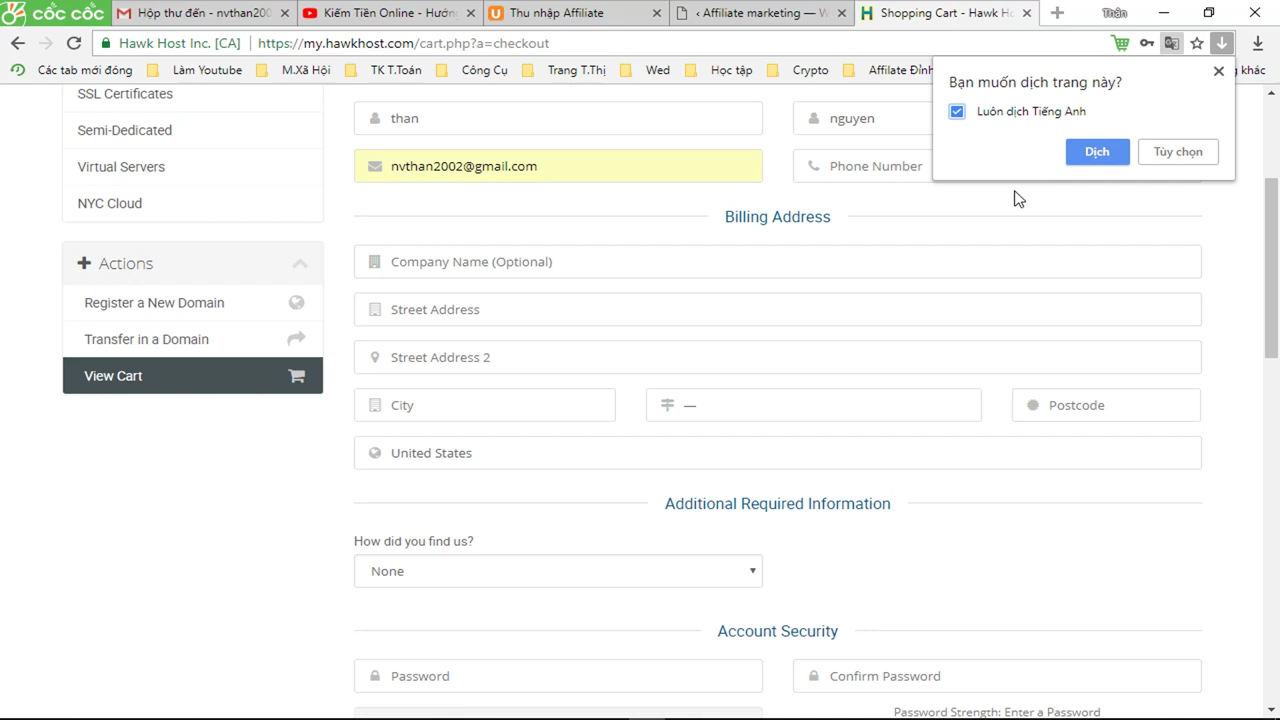 cốc cốc
Hộp thư đến - nvthan200
Kiếm Tiền Online - Hướng
Thu nhập Affiliate
‹ Affiliate marketing — W
Shopping Cart - Hawk Ho
Thân
Hawk Host Inc. [CA]
https://my.hawkhost.com/cart.php?a=checkout
Các tab mới đóng
Làm Youtube
M.Xã Hội
TK T.Toán
Công Cụ
Trang T.Thị
Wed
Học tập
Crypto
Affilate Đỉnh
khác
Bạn muốn dịch trang này?
Luôn dịch Tiếng Anh
Dịch
Tùy chọn
SSL Certificates
Semi-Dedicated
Virtual Servers
NYC Cloud
Actions
Register a New Domain
Transfer in a Domain
View Cart
than
nguyen
nvthan2002@gmail.com
Phone Number
Billing Address
Company Name (Optional)
Street Address
Street Address 2
City
—
Postcode
United States
Additional Required Information
How did you find us?
None
Account Security
Password
Confirm Password
Password Strength: Enter a Password